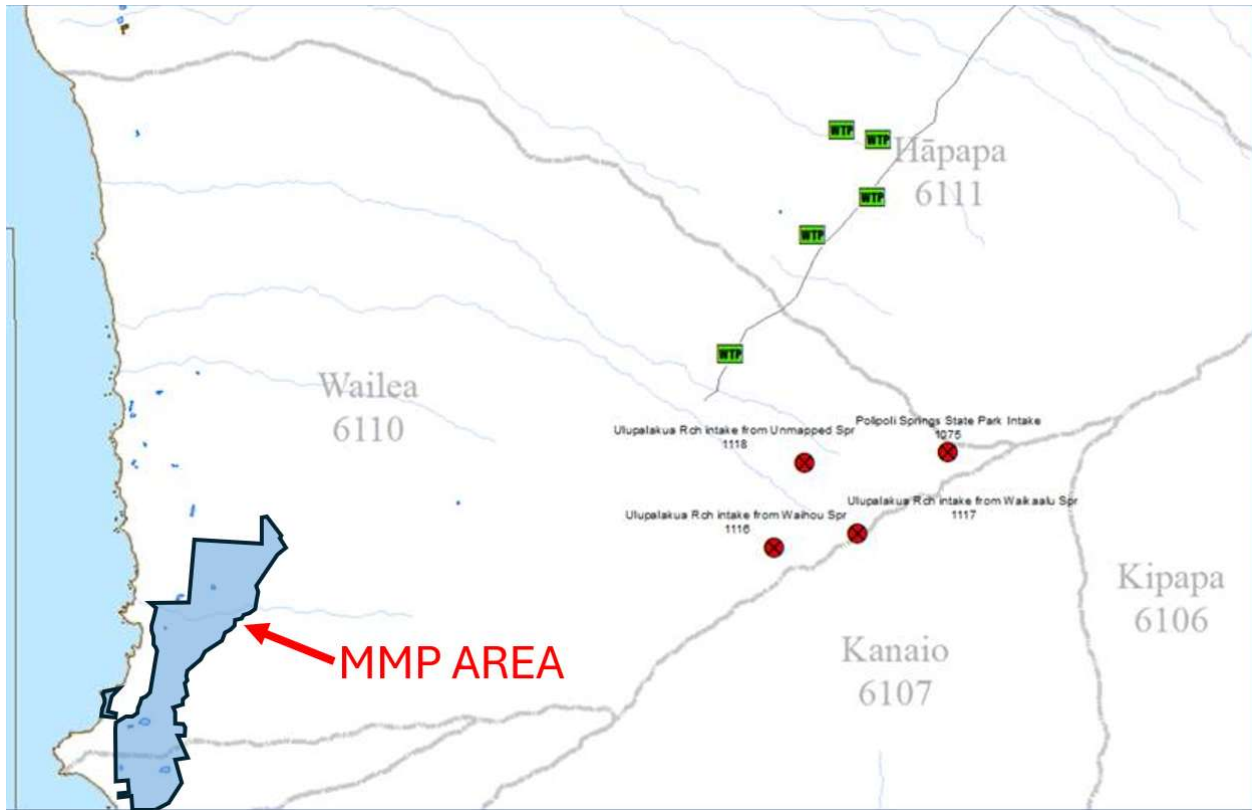 WTP
WTP
Hāpapa
6111
WTP
WTP
WTP
Wailea
6110
Ulupalakua Rch intake from Unmapped Spr
1118
Polipoli Springs State Park Intake
1075
Ulupalakua Rch intake from Waihou Spr
1116
Ulupalakua Rch intake from Waikaalu Spr
1117
Kipapa
6106
Kanaio
6107
MMP AREA